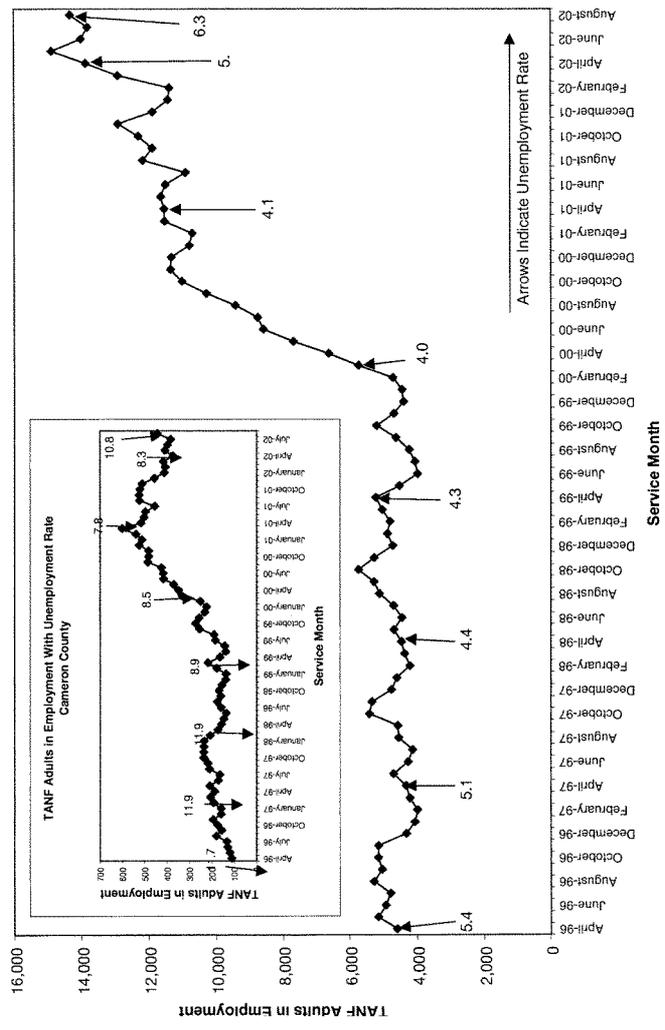 TANF Adults in Employment
16,000
14,000
12,000
10,000
8,000
6,000
4,000
2,000
0
TANF Adults in Employment With Unemployment Rate
Cameron County
TANF Adults in Employment
700
600
500
400
300
200
100
11.9
11.9
8.9
8.5
7.8
8.3
10.8
April-96
July-96
October-96
January-97
April-97
July-97
October-97
January-98
April-98
July-98
October-98
January-99
April-99
July-99
October-99
January-00
April-00
July-00
October-00
January-01
April-01
July-01
October-01
January-02
April-02
July-02
Service Month
5.4
5.1
4.4
4.3
4.0
4.1
5.
6.3
Arrows Indicate Unemployment Rate
April-96
June-96
August-96
October-96
December-96
February-97
April-97
June-97
August-97
October-97
December-97
February-98
April-98
June-98
August-98
October-98
December-98
February-99
April-99
June-99
August-99
October-99
December-99
February-00
April-00
June-00
August-00
October-00
December-00
February-01
April-01
June-01
August-01
October-01
December-01
February-02
April-02
June-02
August-02
Service Month